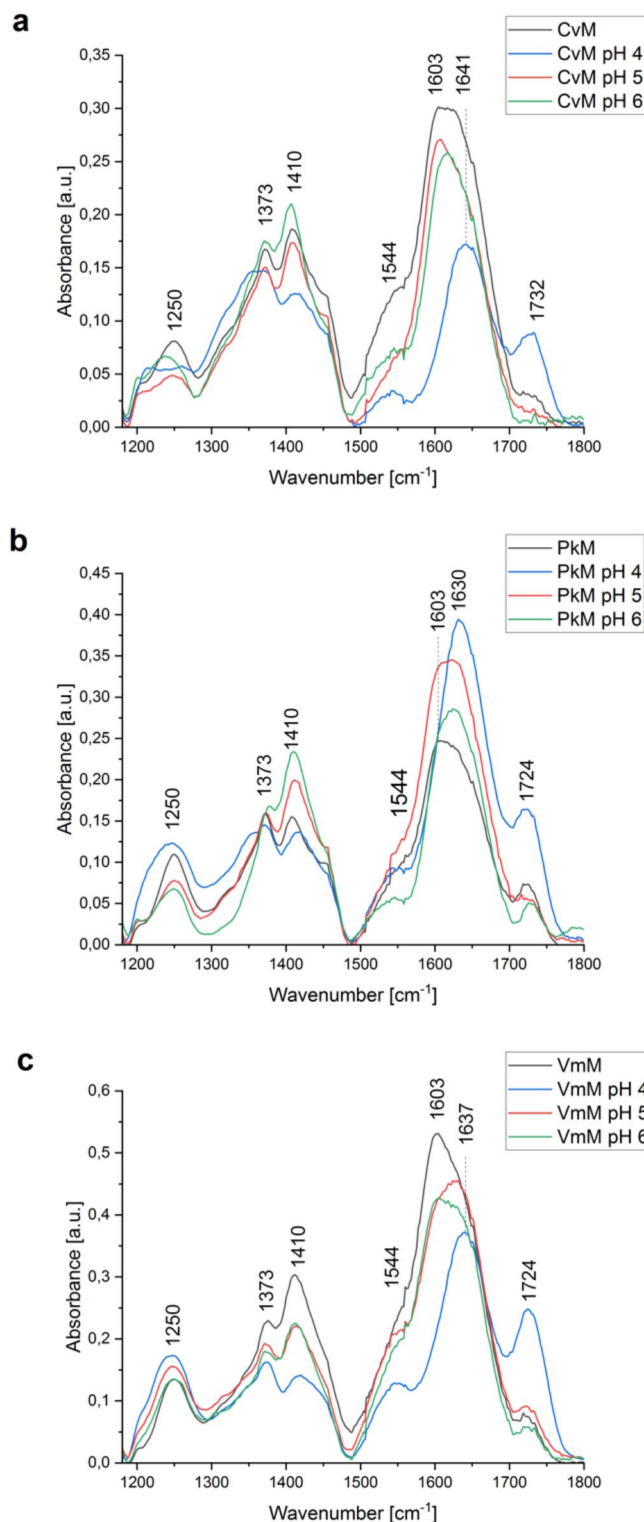 a
CvM
CvM pH 4
CvM pH 5
CvM pH 6
0,35
0,30
0,25
0,20
0,15
0,10
0,05
0,00
Absorbance [a.u.]
1250
1373
1410
1544
1603
1641
1732
1200 1300 1400 1500 1600 1700 1800
Wavenumber [cm⁻¹]
b
PkM
PkM pH 4
PkM pH 5
PkM pH 6
0,45
0,40
0,35
0,30
0,25
0,20
0,15
0,10
0,05
0,00
Absorbance [a.u.]
1250
1373
1410
1544
1603
1630
1724
1200 1300 1400 1500 1600 1700 1800
Wavenumber [cm⁻¹]
c
VmM
VmM pH 4
VmM pH 5
VmM pH 6
0,6
0,5
0,4
0,3
0,2
0,1
0,0
Absorbance [a.u.]
1250
1373
1410
1544
1603
1637
1724
1200 1300 1400 1500 1600 1700 1800
Wavenumber [cm⁻¹]